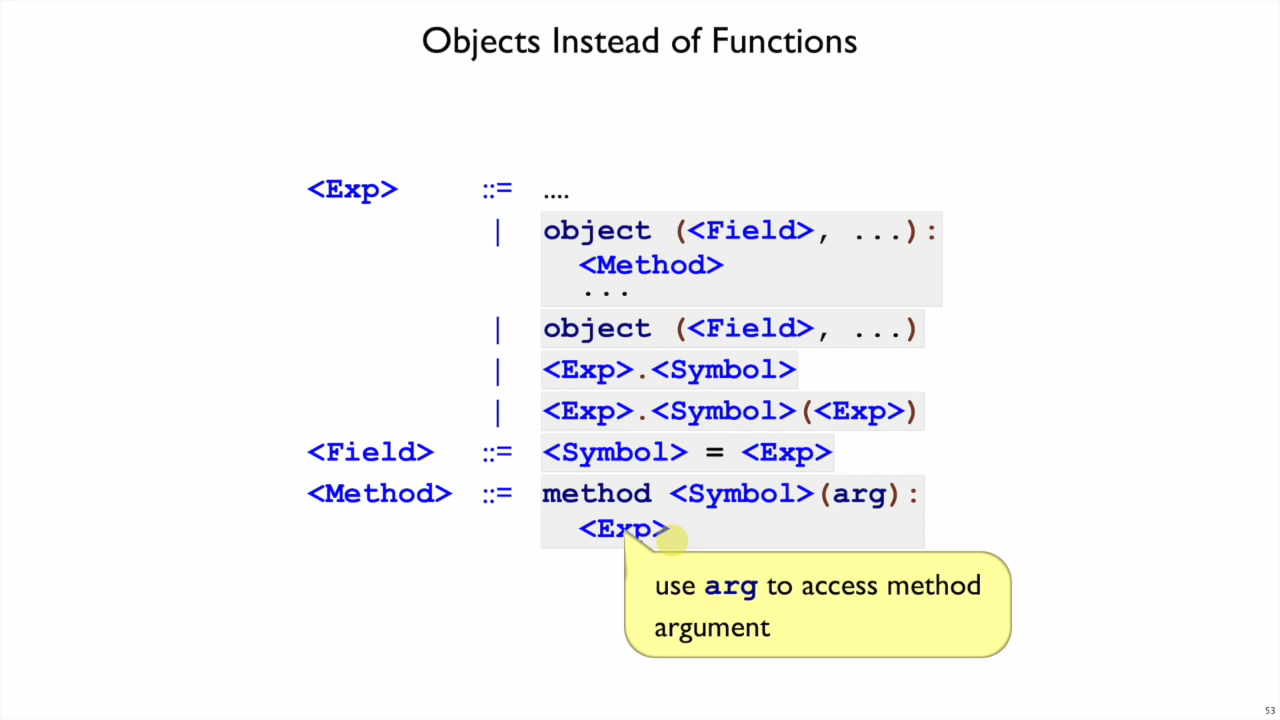 Objects Instead of Functions
<Exp> ::= ....
| object (<Field>, ...):
<Method>
...
| object (<Field>, ...)
| <Exp>.<Symbol>
| <Exp>.<Symbol>(<Exp>)
<Field> ::= <Symbol> = <Exp>
<Method> ::= method <Symbol>(arg):
<Exp>
use arg to access method
argument
53